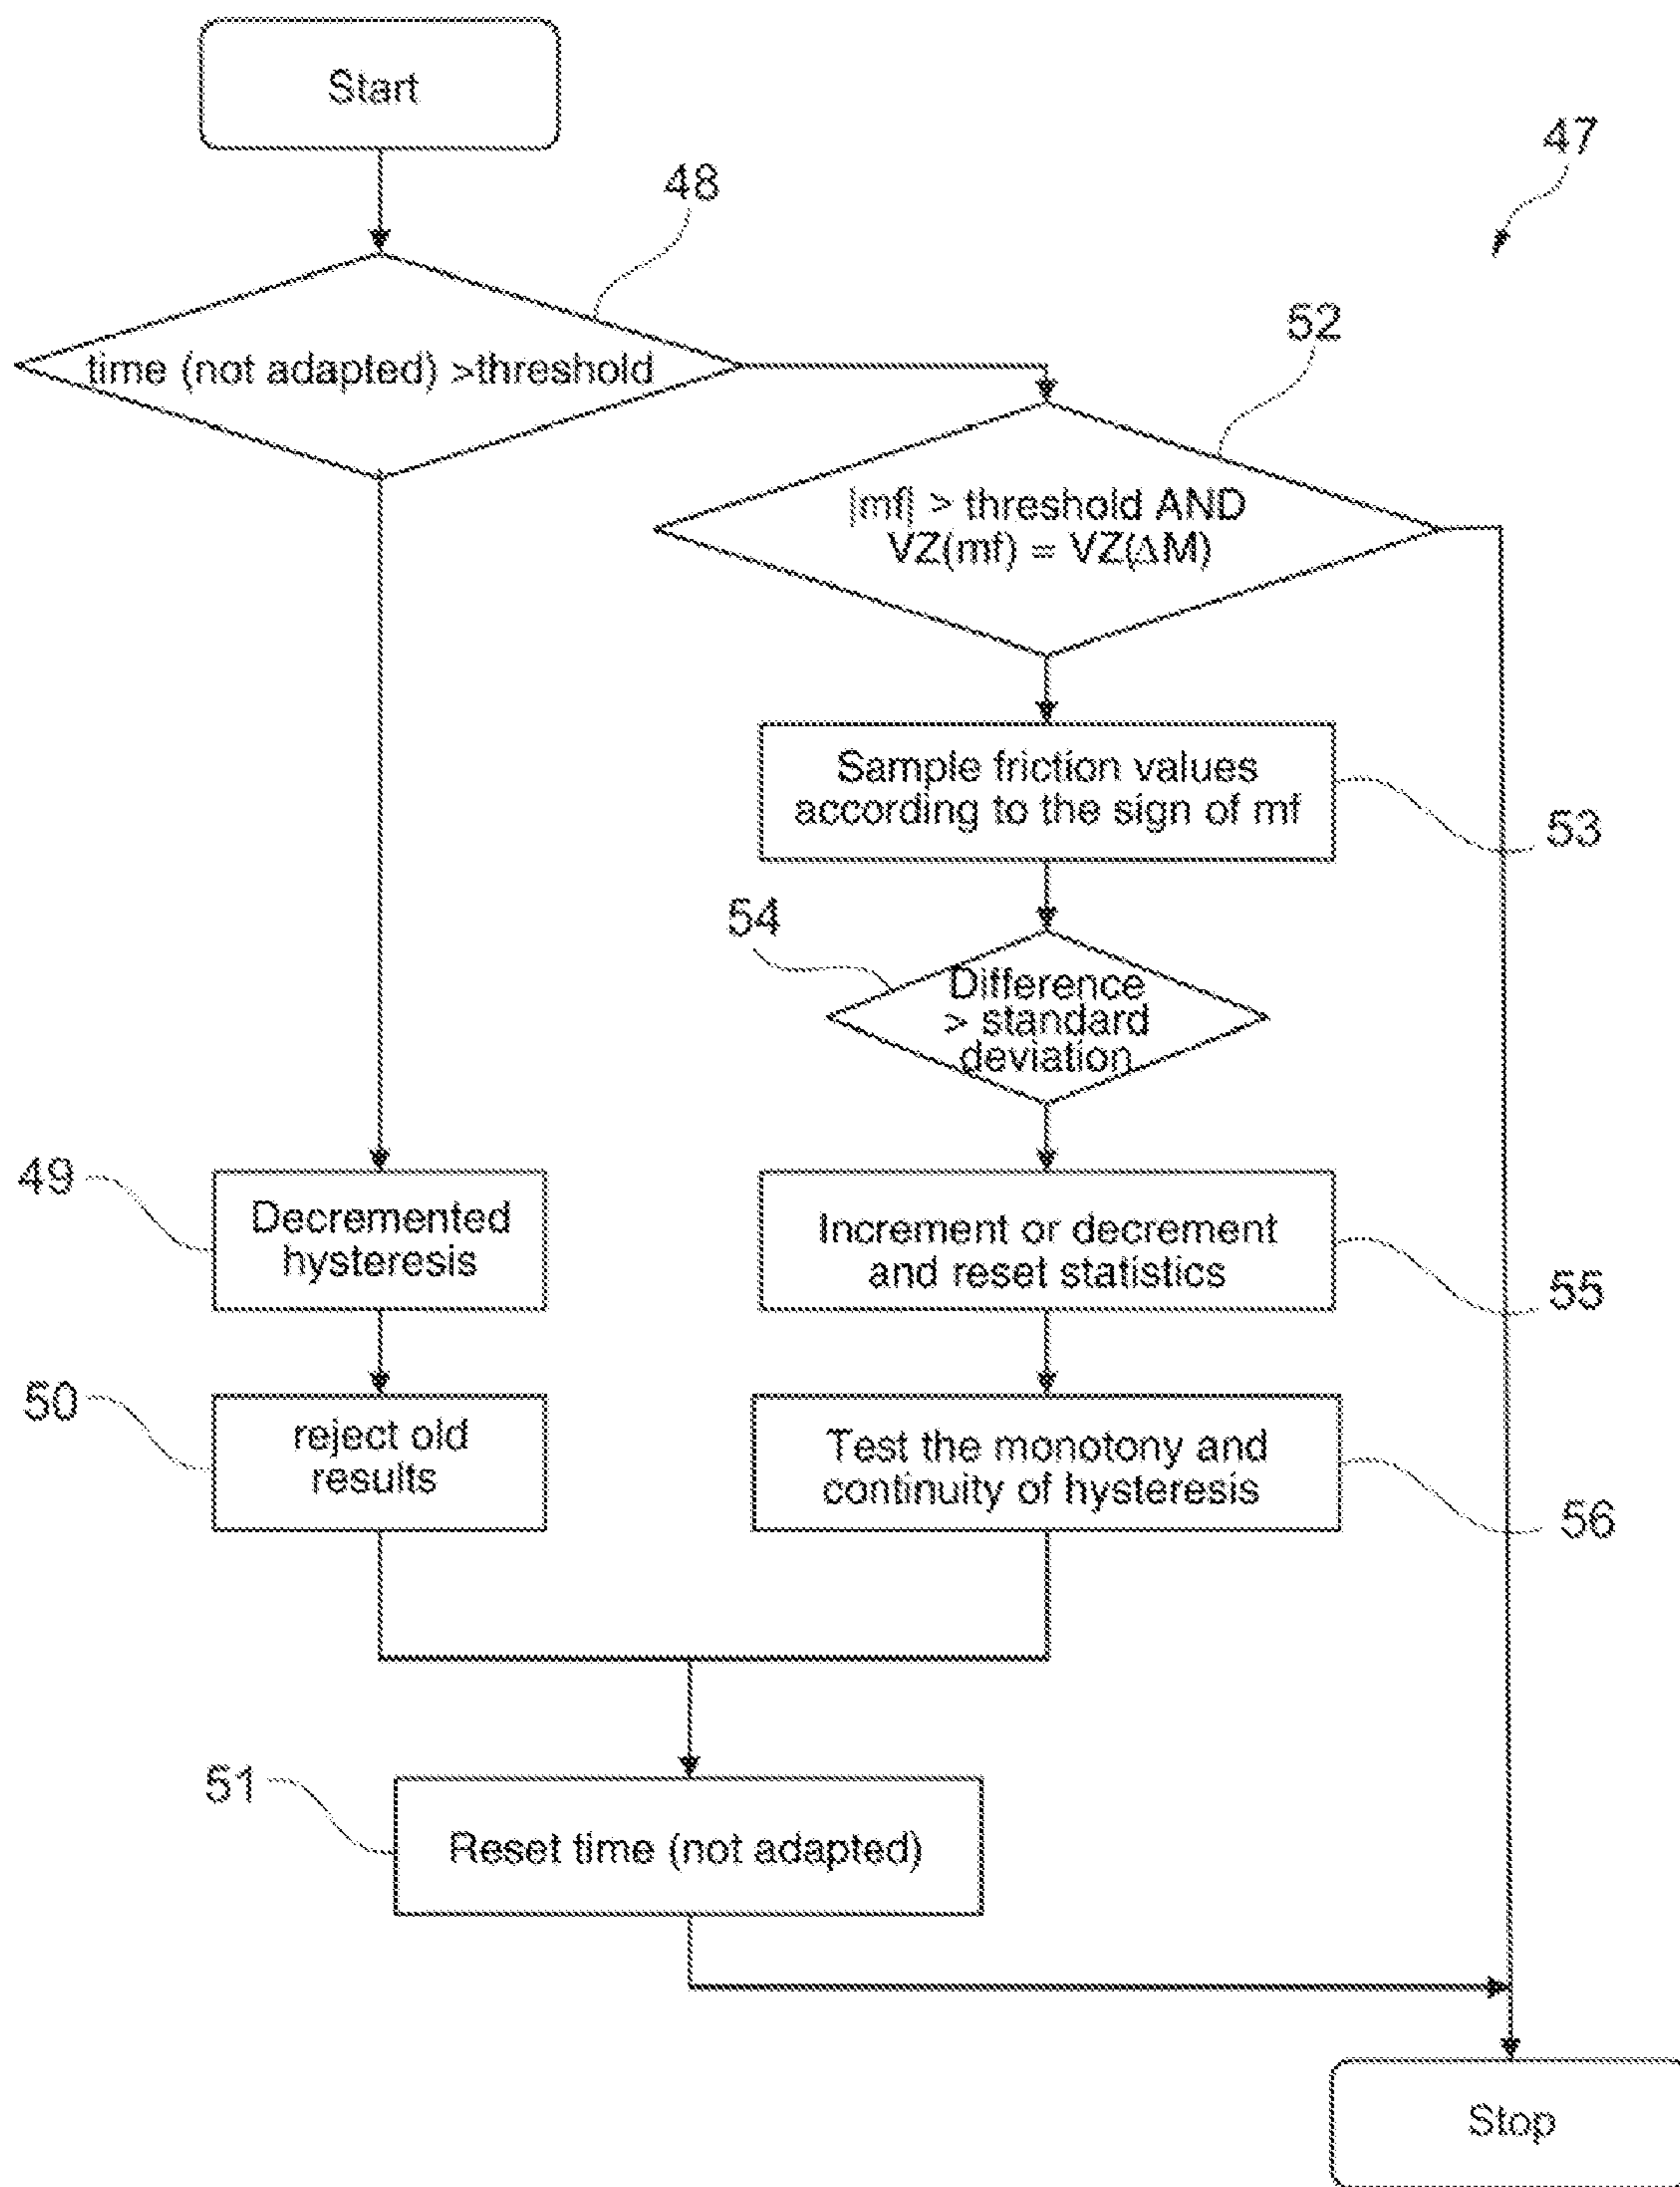 Start
47
48
time (not adapted) >threshold
52
|mf| > threshold AND
VZ(mf) = VZ(ΔM)
Sample friction values
according to the sign of mf
53
54
Difference
> standard
deviation
49
Decremented
hysteresis
Increment or decrement
and reset statistics
55
50
reject old
results
Test the monotony and
continuity of hysteresis
56
51
Reset time (not adapted)
Stop